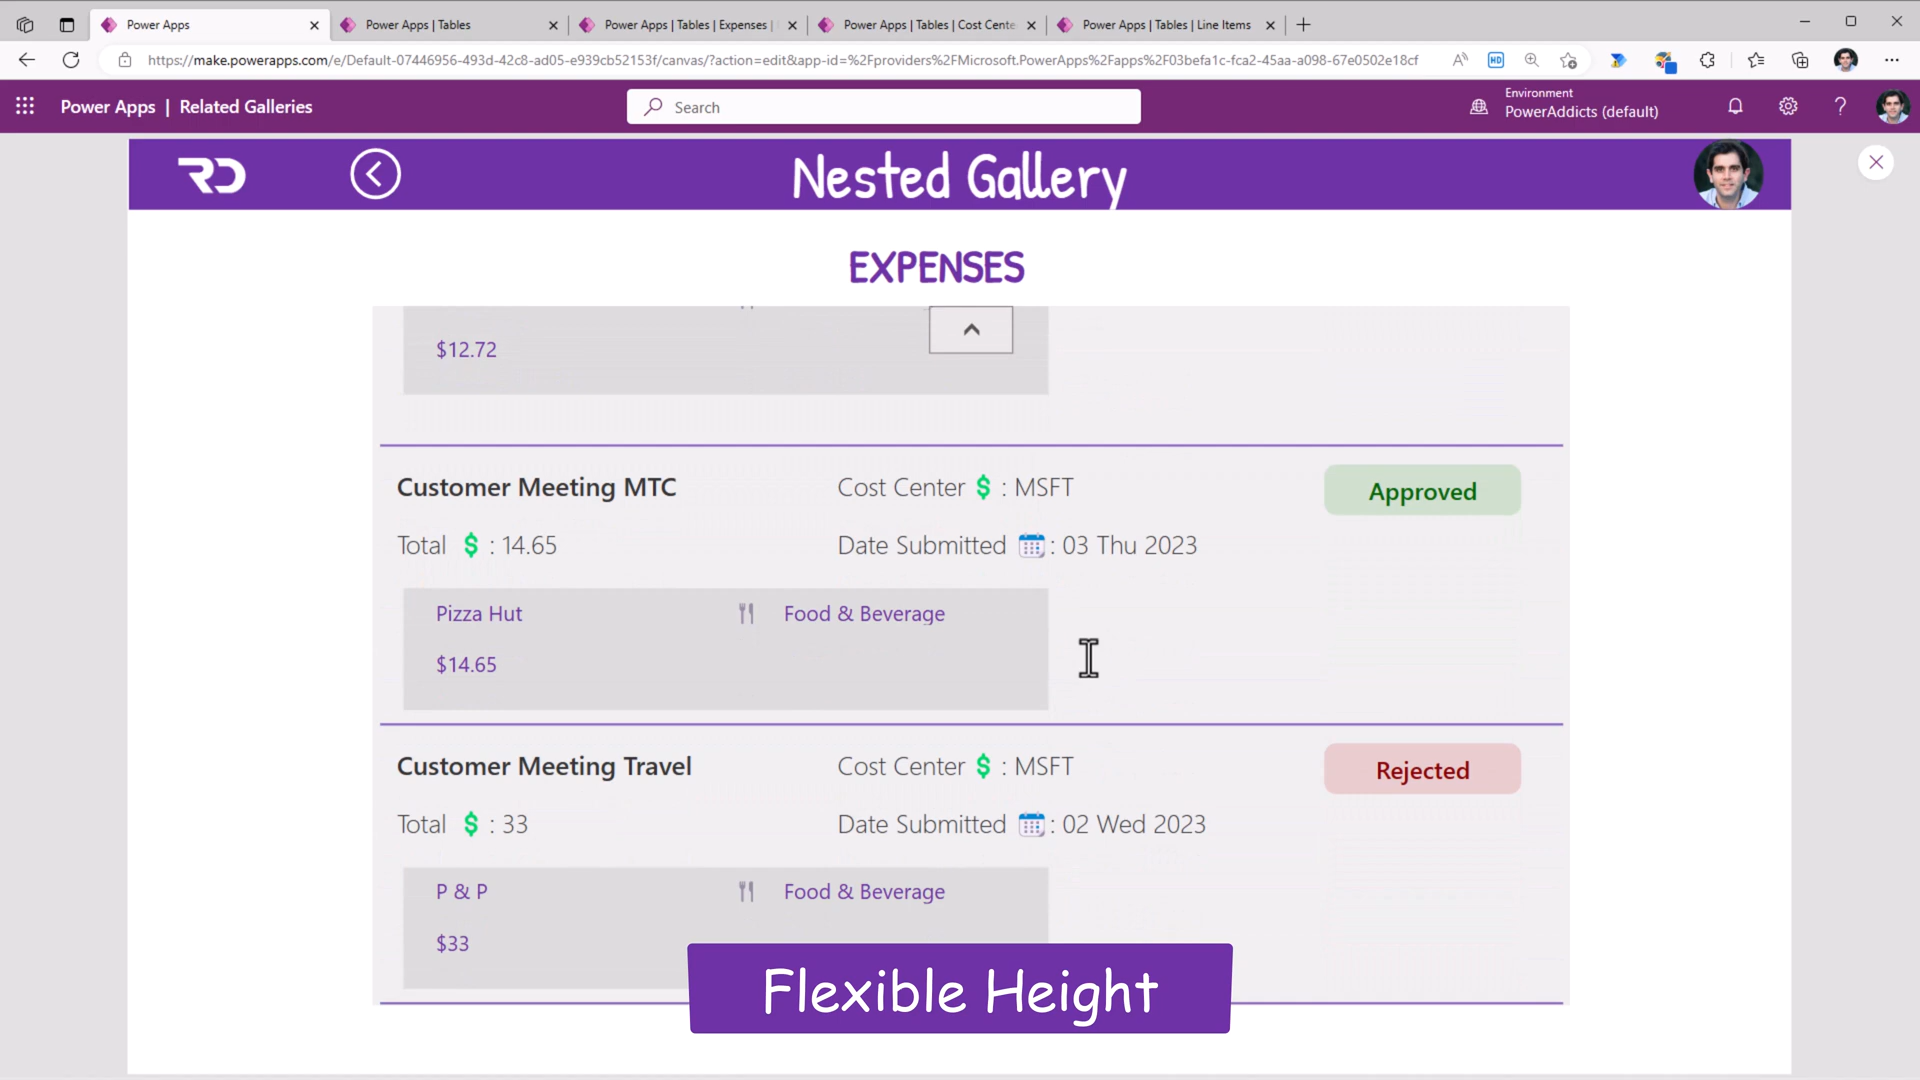 Power Apps
Power Apps | Tables
Power Apps | Tables | Expenses |
Power Apps | Tables | Cost Cente
Power Apps | Tables | Line Items
https://make.powerapps.com/e/Default-07446956-493d-42c8-ad05-e939cb52153f/canvas/?action=edit&app-id=%2Fproviders%2FMicrosoft.PowerApps%2Fapps%2F03befa1c-fca2-45aa-a098-67e0502e18cf
HD
Power Apps | Related Galleries
Search
Environment
PowerAddicts (default)
RD
Nested Gallery
EXPENSES
$12.72
Customer Meeting MTC
Cost Center $ : MSFT
Approved
Total $ : 14.65
Date Submitted : 03 Thu 2023
Pizza Hut
Food & Beverage
$14.65
Customer Meeting Travel
Cost Center $ : MSFT
Rejected
Total $ : 33
Date Submitted : 02 Wed 2023
P & P
Food & Beverage
$33
Flexible Height